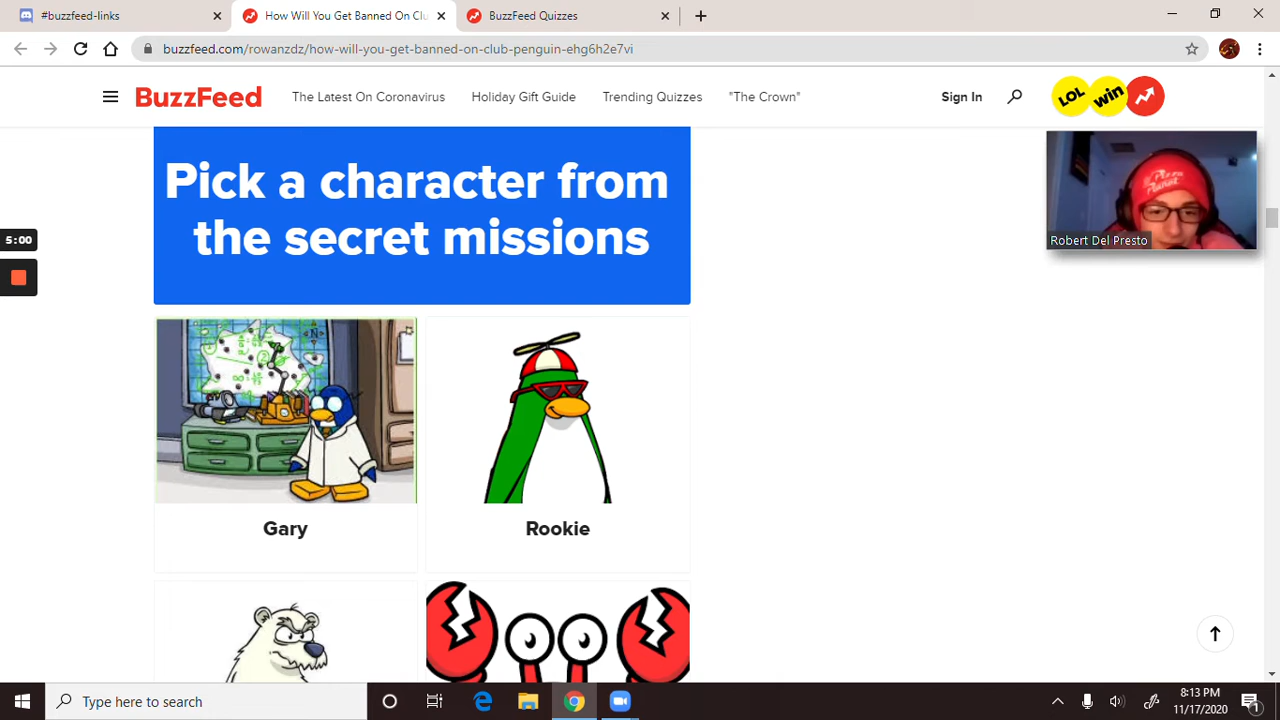 #buzzfeed-links
How Will You Get Banned On Clu
BuzzFeed Quizzes
buzzfeed.com/rowanzdz/how-will-you-get-banned-on-club-penguin-ehg6h2e7vi
BuzzFeed
The Latest On Coronavirus
Holiday Gift Guide
Trending Quizzes
"The Crown"
Sign In
LOL
win
Pick a character from
the secret missions
Pizza
Planet
Robert Del Presto
5:00
Gary
Rookie
Type here to search
8:13 PM
11/17/2020
1